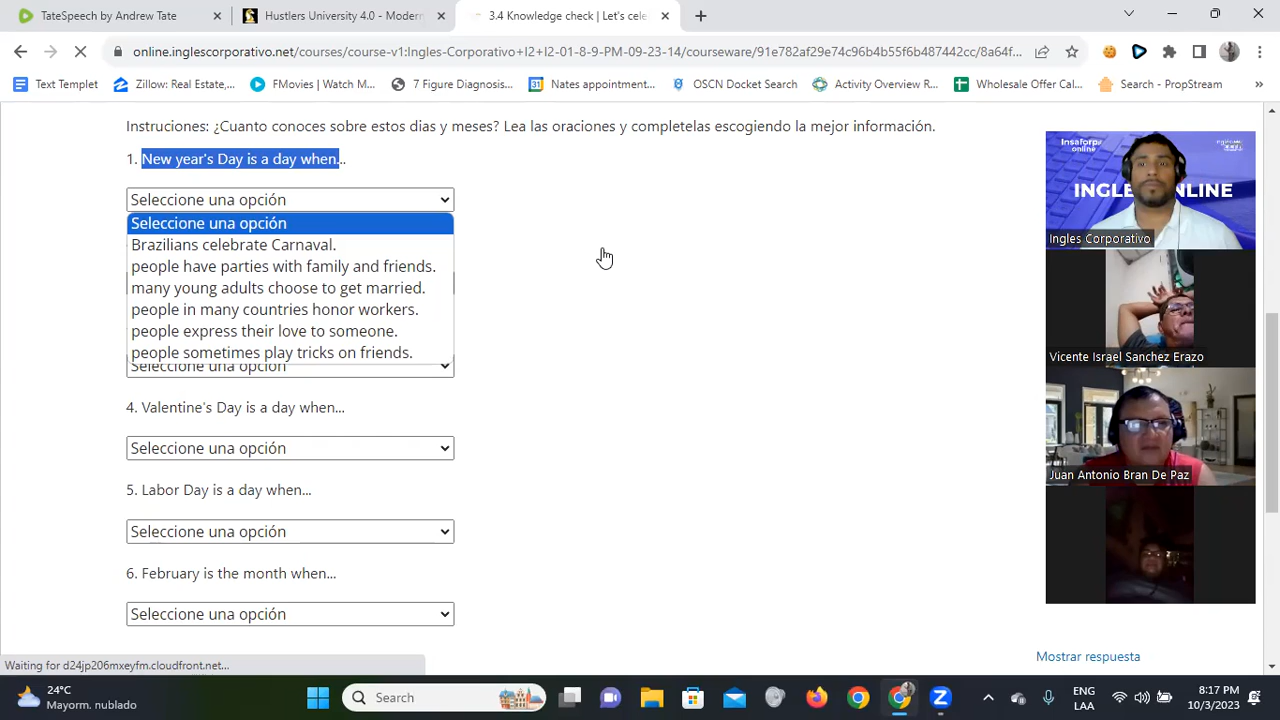 TateSpeech by Andrew Tate
Hustlers University 4.0 - Modern
3.4 Knowledge check | Let's cele
online.inglescorporativo.net/courses/course-v1:Ingles-Corporativo+I2+I2-01-8-9-PM-09-23-14/courseware/91e782af29e74c96b4b55f6b487442cc/8a64f...
Text Templet
Zillow: Real Estate,...
FMovies | Watch M...
7 Figure Diagnosis...
Nates appointment...
OSCN Docket Search
Activity Overview -...
Wholesale Offer Cal...
Search - PropStream
»
Instruciones: ¿Cuanto conoces sobre estos dias y meses? Lea las oraciones y completelas escogiendo la mejor información.
1. New year's Day is a day when...
Seleccione una opción
Seleccione una opción
Brazilians celebrate Carnaval.
people have parties with family and friends.
many young adults choose to get married.
people in many countries honor workers.
people express their love to someone.
people sometimes play tricks on friends.
Seleccione una opción
4. Valentine's Day is a day when...
Seleccione una opción
5. Labor Day is a day when...
Seleccione una opción
6. February is the month when...
Seleccione una opción
Mostrar respuesta
Insaforp
online
INGLE ONLINE
Ingles Corporativo
Vicente Israel Sanchez Erazo
Juan Antonio Bran De Paz
Waiting for d24jp206mxeyfm.cloudfront.net...
24°C
Mayorm. nublado
Search
ENG
LAA
8:17 PM
10/3/2023